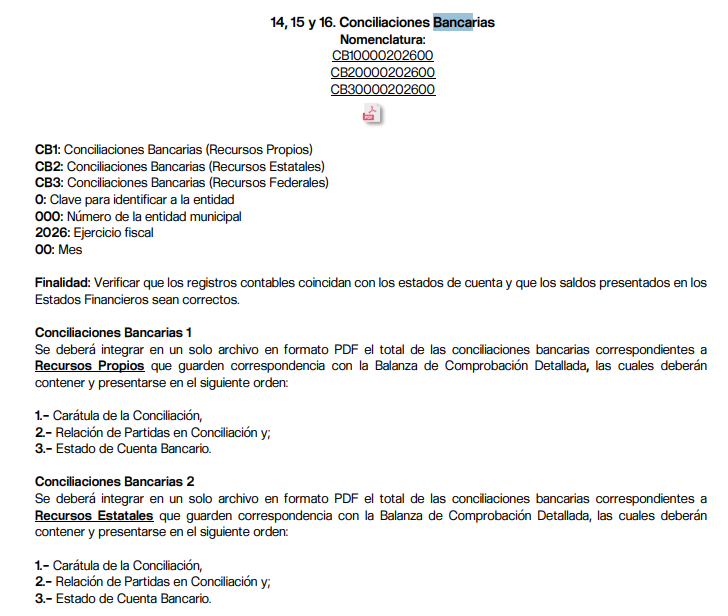 14, 15 y 16. Conciliaciones Bancarias
Nomenclatura:
CB10000202600
CB20000202600
CB30000202600
PDF
CB1: Conciliaciones Bancarias (Recursos Propios)
CB2: Conciliaciones Bancarias (Recursos Estatales)
CB3: Conciliaciones Bancarias (Recursos Federales)
0: Clave para identificar a la entidad
000: Número de la entidad municipal
2026: Ejercicio fiscal
00: Mes
Finalidad: Verificar que los registros contables coincidan con los estados de cuenta y que los saldos presentados en los
Estados Financieros sean correctos.
Conciliaciones Bancarias 1
Se deberá integrar en un solo archivo en formato PDF el total de las conciliaciones bancarias correspondientes a
Recursos Propios que guarden correspondencia con la Balanza de Comprobación Detallada, las cuales deberán
contener y presentarse en el siguiente orden:
1.- Carátula de la Conciliación,
2.- Relación de Partidas en Conciliación y;
3.- Estado de Cuenta Bancario.
Conciliaciones Bancarias 2
Se deberá integrar en un solo archivo en formato PDF el total de las conciliaciones bancarias correspondientes a
Recursos Estatales que guarden correspondencia con la Balanza de Comprobación Detallada, las cuales deberán
contener y presentarse en el siguiente orden:
1.- Carátula de la Conciliación,
2.- Relación de Partidas en Conciliación y;
3.- Estado de Cuenta Bancario.